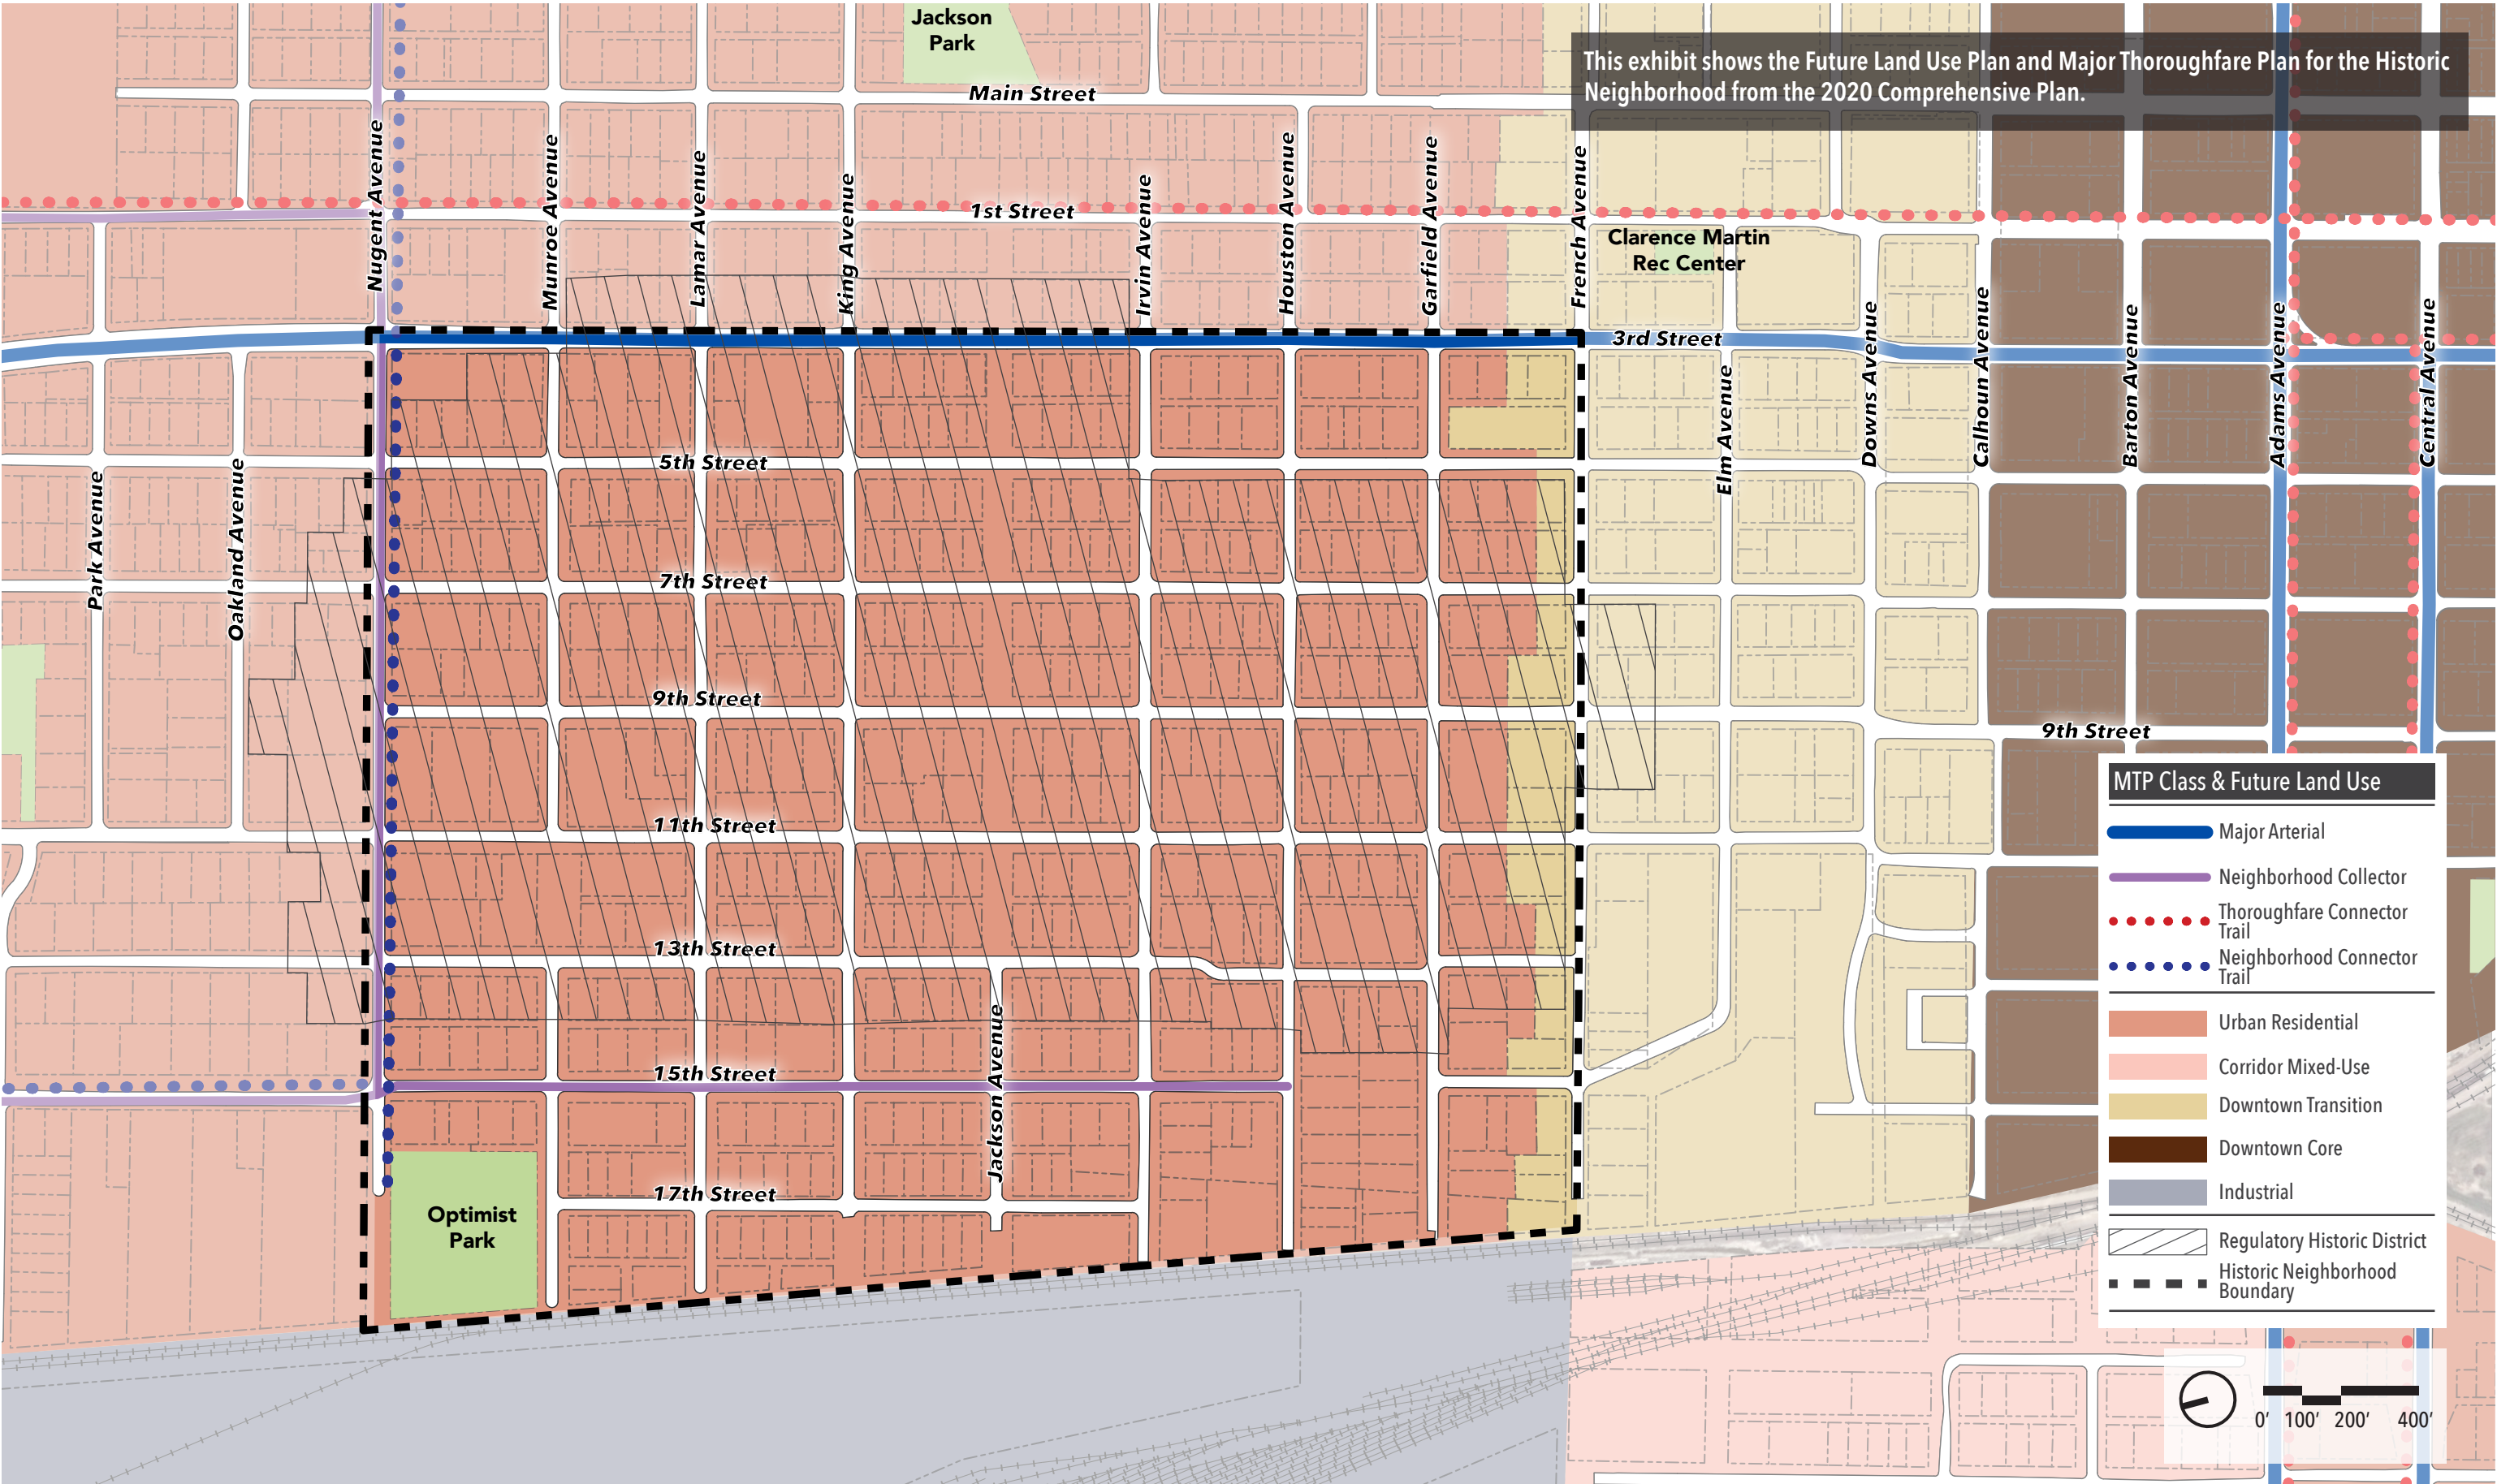 Jackson
Park
This exhibit shows the Future Land Use Plan and Major Thoroughfare Plan for the Historic
Neighborhood from the 2020 Comprehensive Plan.
Main Street
Nugent Avenue
Munroe Avenue
Lamar Avenue
King Avenue
Irvin Avenue
Houston Avenue
Garfield Avenue
French Avenue
1st Street
Clarence Martin
Rec Center
3rd Street
Park Avenue
Oakland Avenue
Elm Avenue
Downs Avenue
Calhoun Avenue
Barton Avenue
Adams Avenue
Central Avenue
5th Street
7th Street
9th Street
9th Street
11th Street
13th Street
Jackson Avenue
15th Street
17th Street
Optimist
Park
MTP Class & Future Land Use
Major Arterial
Neighborhood Collector
Thoroughfare Connector
Trail
Neighborhood Connector
Trail
Urban Residential
Corridor Mixed-Use
Downtown Transition
Downtown Core
Industrial
Regulatory Historic District
Historic Neighborhood
Boundary
0' 100' 200' 400'